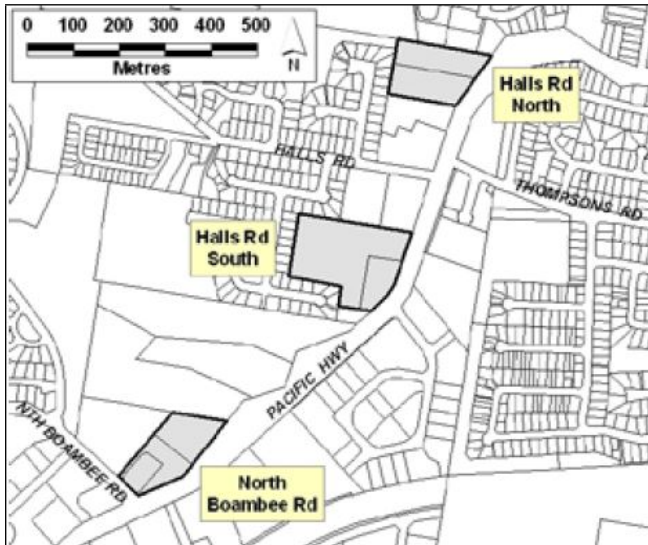 0 100 200 300 400 500
Metres
N
Halls Rd
North
HALLS RD
THOMPSONS RD
Halls Rd
South
PACIFIC HWY
NTH BOAMBEE RD
North
Boambee Rd